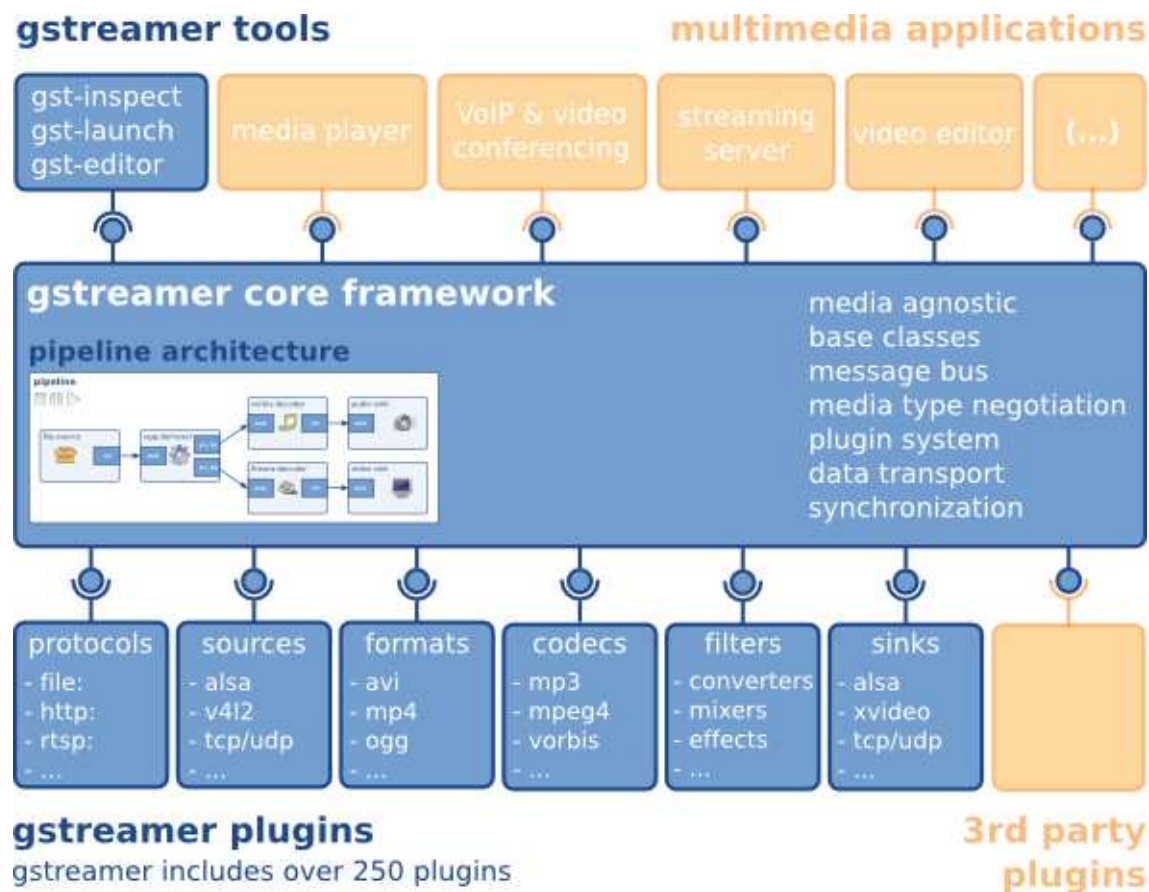 gstreamer tools
multimedia applications
gst-inspect
gst-launch
gst-editor
media player
VoIP & video
conferencing
streaming
server
video editor
(...)
gstreamer core framework
media agnostic
base classes
message bus
media type negotiation
plugin system
data transport
synchronization
pipeline architecture
pipeline
protocols
- file:
- http:
- rtsp:
- ...
sources
- alsa
- v4l2
- tcp/udp
- ...
formats
- avi
- mp4
- ogg
- ...
codecs
- mp3
- mpeg4
- vorbis
- ...
filters
- converters
- mixers
- effects
- ...
sinks
- alsa
- xvideo
- tcp/udp
- ...
gstreamer plugins
gstreamer includes over 250 plugins
3rd party
plugins